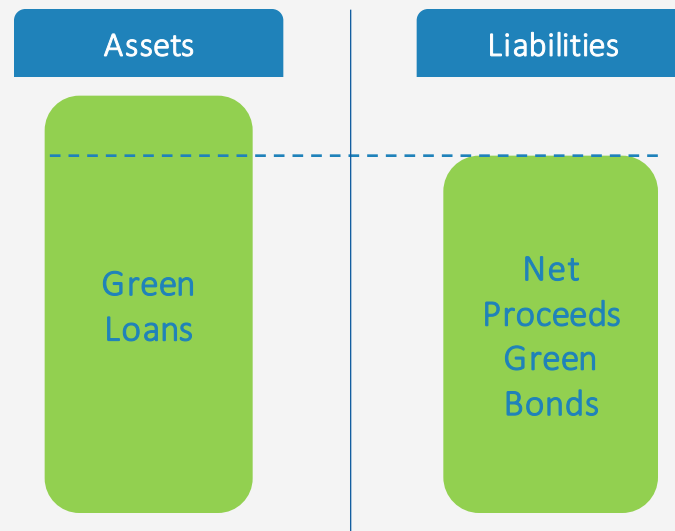 Assets
Liabilities
Green
Loans
Net
Proceeds
Green
Bonds